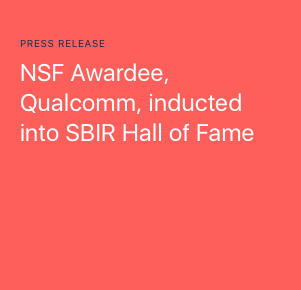 PRESS RELEASE
NSF Awardee,
Qualcomm, inducted
into SBIR Hall of Fame